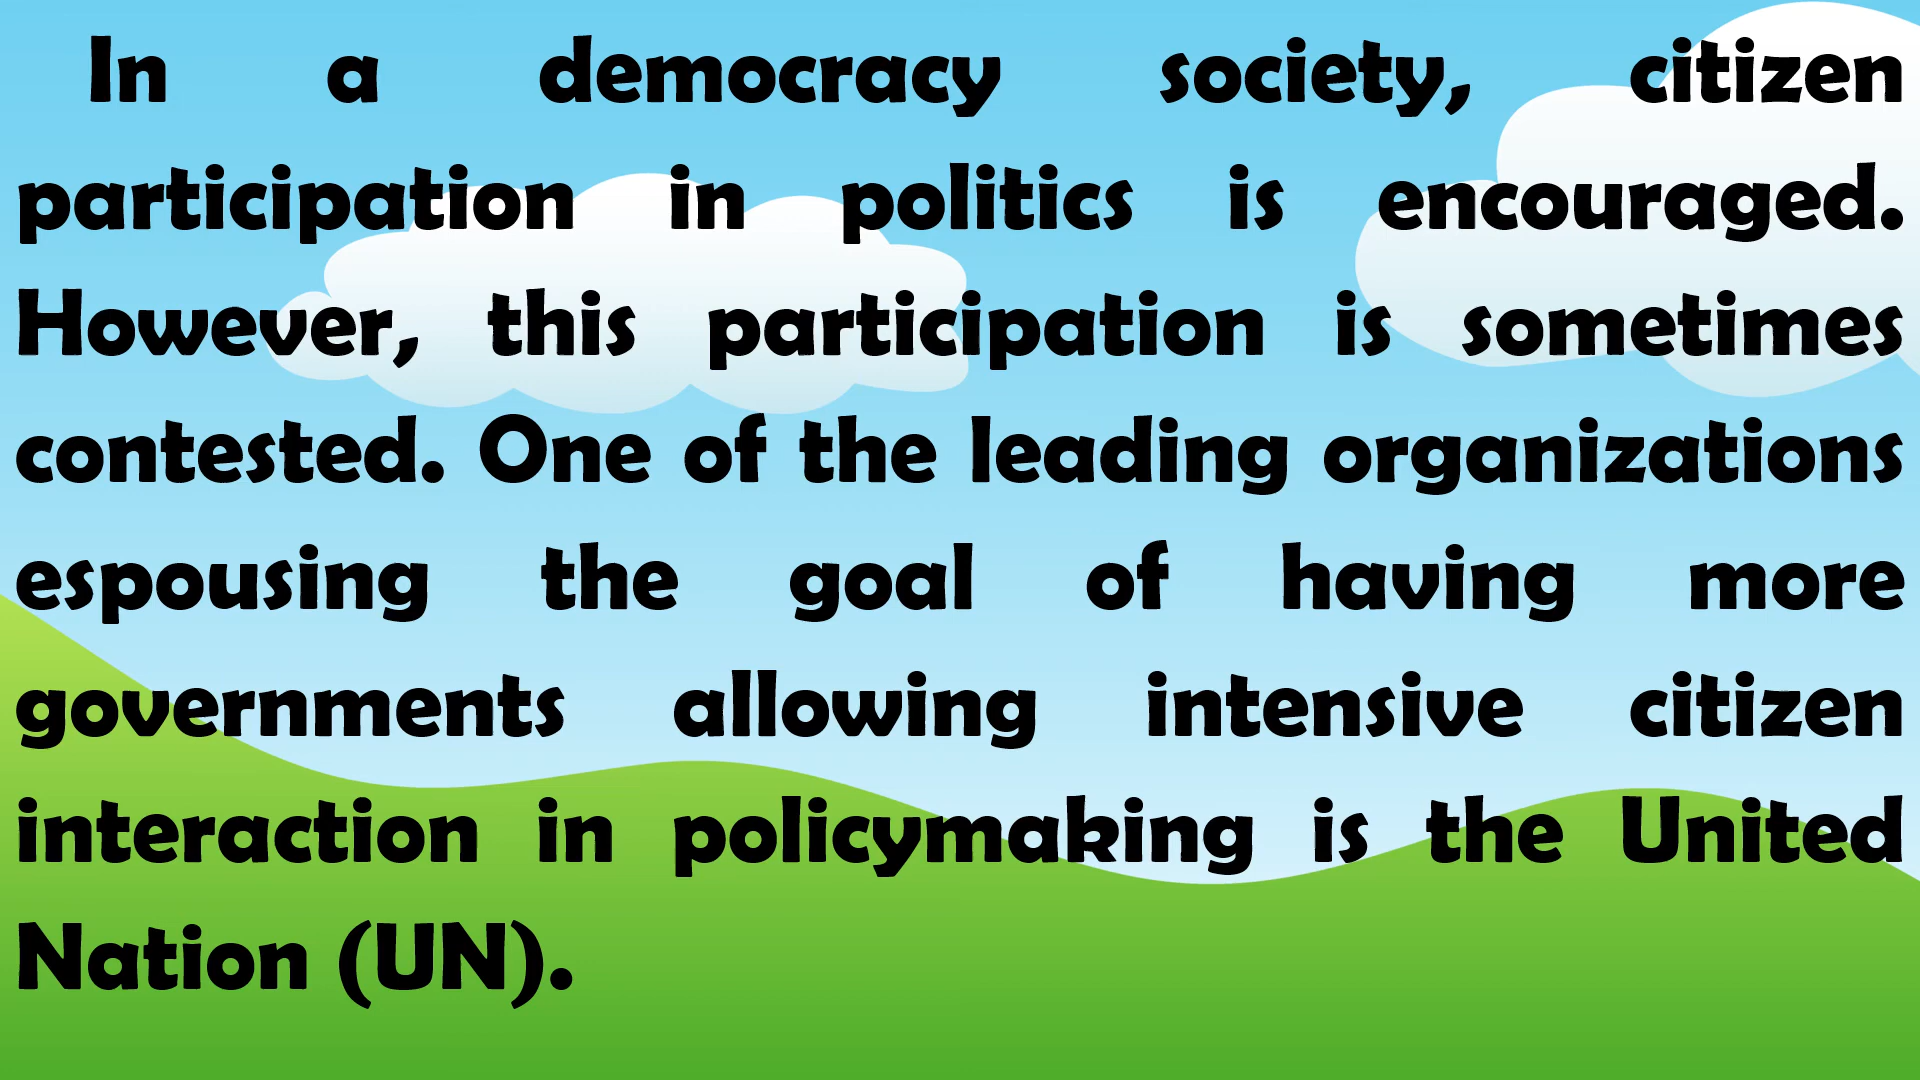 In a democracy society, citizen
participation in politics is encouraged.
However, this participation is sometimes
contested. One of the leading organizations
espousing the goal of having more
governments allowing intensive citizen
interaction in policymaking is the United
Nation (UN).